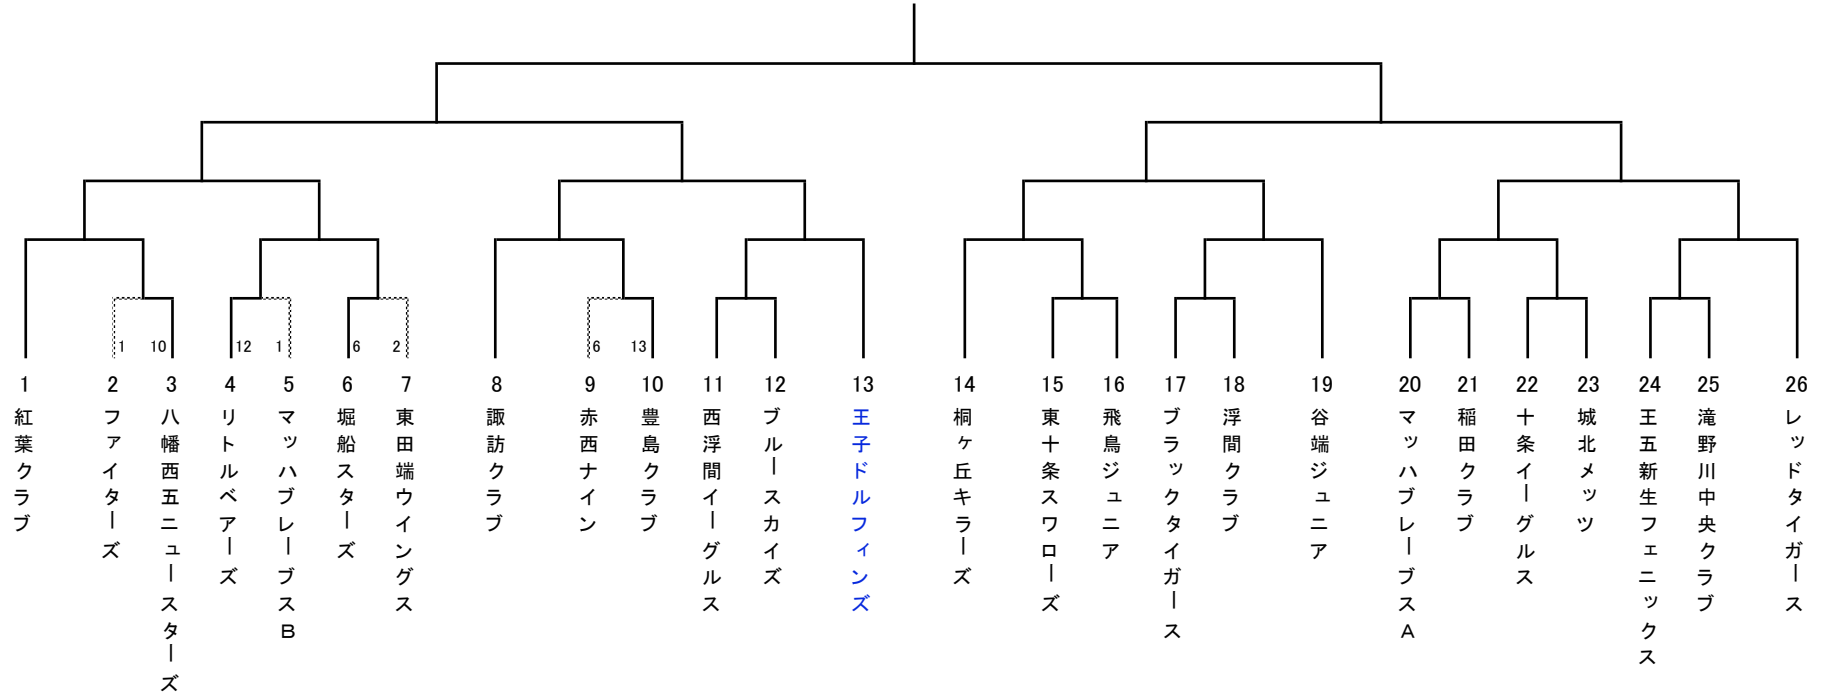 1 10 12 1 6 2 6 13
1 紅葉クラブ
2 ファイターズ
3 八幡西五ニュースターズ
4 リトルベアーズ
5 マッハブレーブスB
6 堀船スターズ
7 東田端ウイングス
8 諏訪クラブ
9 赤西ナイン
10 豊島クラブ
11 西浮間イーグルス
12 ブルースカイズ
13 王子ドルフィンズ
14 桐ヶ丘キラーズ
15 東十条スワローズ
16 飛鳥ジュニア
17 ブラックタイガース
18 浮間クラブ
19 谷端ジュニア
20 マッハブレーブスA
21 稲田クラブ
22 十条イーグルス
23 城北メッツ
24 王五新生フェニックス
25 滝野川中央クラブ
26 レッドタイガース